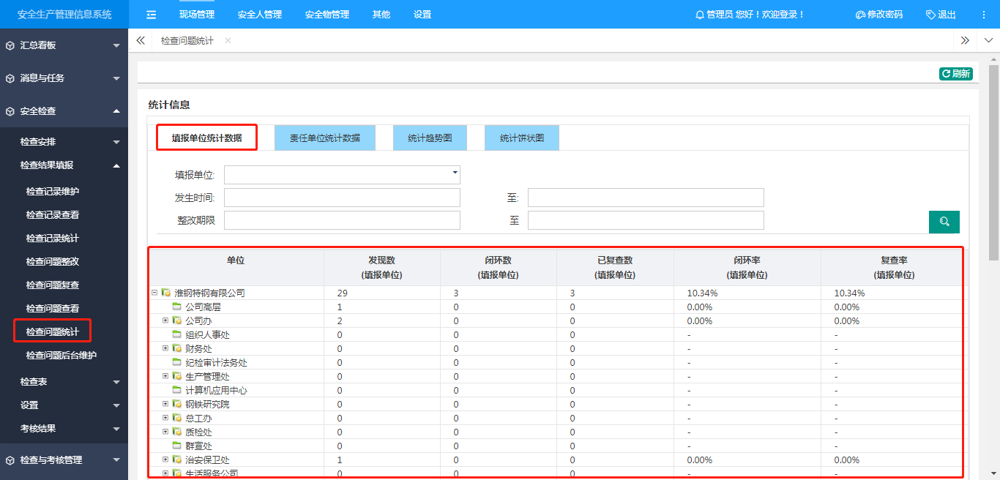 安全生产管理信息系统 现场管理 安全人管理 安全物管理 其他 设置 管理员 您好！欢迎登录！ 修改密码 退出
汇总看板
消息与任务
安全检查
检查安排
检查结果填报
检查记录维护
检查记录查看
检查记录统计
检查问题整改
检查问题复查
检查问题查看
检查问题统计
检查问题后台维护
检查表
设置
考核结果
检查与考核管理
检查问题统计
刷新
统计信息
填报单位统计数据 责任单位统计数据 统计趋势图 统计饼状图
填报单位:
发生时间: 至:
整改期限 至
单位 发现数 闭环数 已复查数 闭环率 复查率
(填报单位) (填报单位) (填报单位) (填报单位) (填报单位)
淮钢特钢有限公司 29 3 3 10.34% 10.34%
公司高层 1 0 0 0.00% 0.00%
公司办 2 0 0 0.00% 0.00%
组织人事处 0 0 0 - -
财务处 0 0 0 - -
纪检审计法务处 0 0 0 - -
生产管理处 0 0 0 - -
计算机应用中心 0 0 0 - -
钢铁研究院 0 0 0 - -
总工办 0 0 0 - -
质检处 0 0 0 - -
群宣处 0 0 0 - -
治安保卫处 1 0 0 0.00% 0.00%
生活服务公司 0 0 0 - -